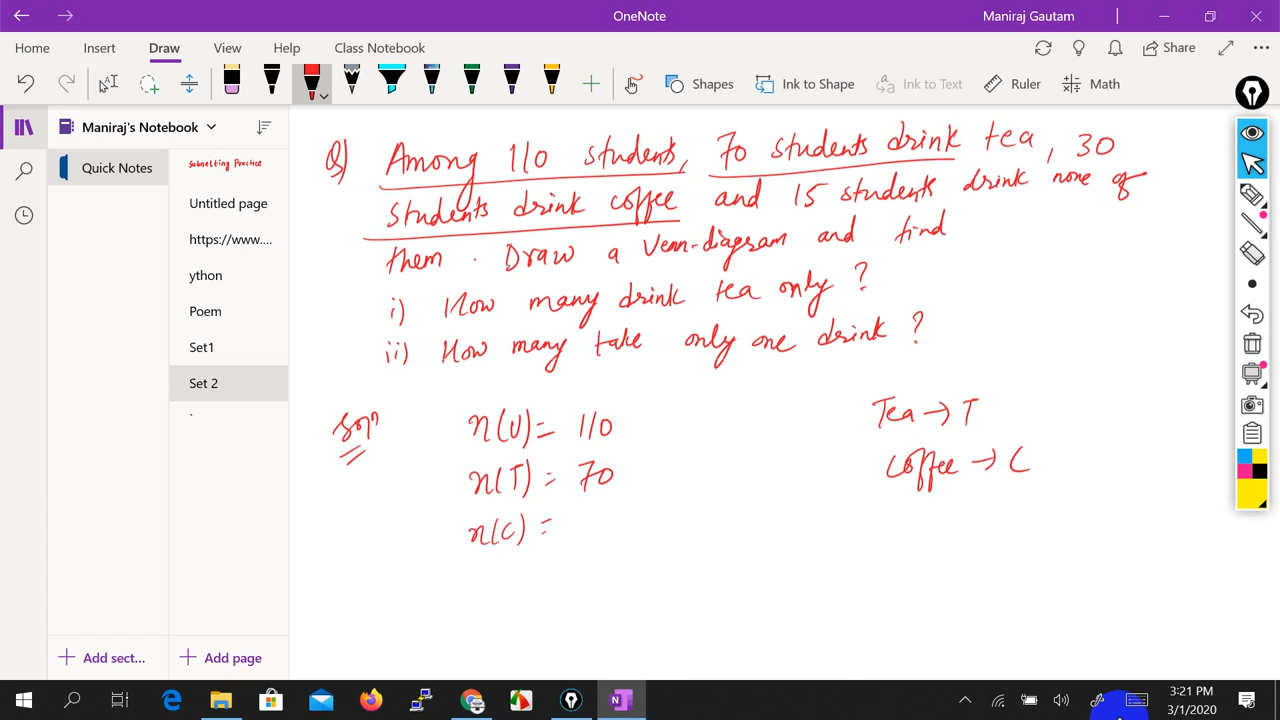 OneNote
Maniraj Gautam
Home Insert Draw View Help Class Notebook
Share
Shapes Ink to Shape Ink to Text Ruler Math
Maniraj's Notebook
Quick Notes
Subnetting Practice
Untitled page
https://www....
ython
Poem
Set1
Set 2
`
Q) Among 110 students, 70 students drink tea, 30
students drink coffee and 15 students drink none of
them. Draw a Venn-diagram and find
i) How many drink tea only?
ii) How many take only one drink?
Solⁿ
n(U) = 110
n(T) = 70
n(C) =
Tea → T
Coffee → C
Add sect...
Add page
3:21 PM
3/1/2020